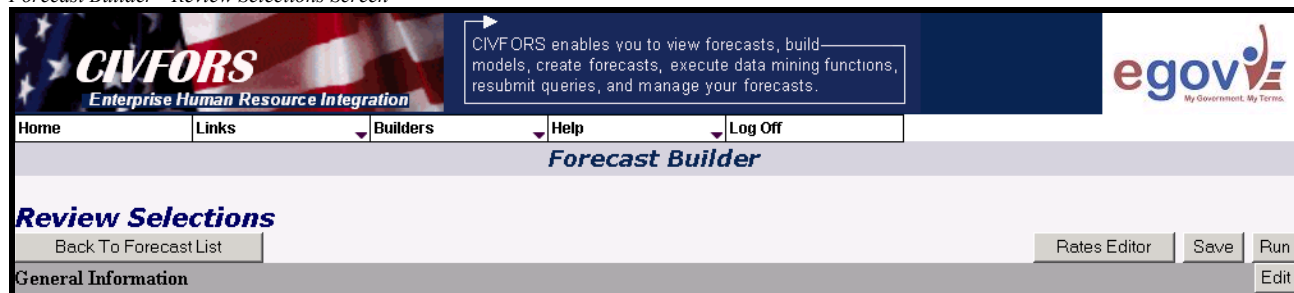 Forecast Builder - Review Selections Screen
CIVFORS
Enterprise Human Resource Integration
CIVFORS enables you to view forecasts, build
models, create forecasts, execute data mining functions,
resubmit queries, and manage your forecasts.
egov
My Government. My Terms.
Home Links Builders Help Log Off
Forecast Builder
Review Selections
Back To Forecast List Rates Editor Save Run
General Information Edit